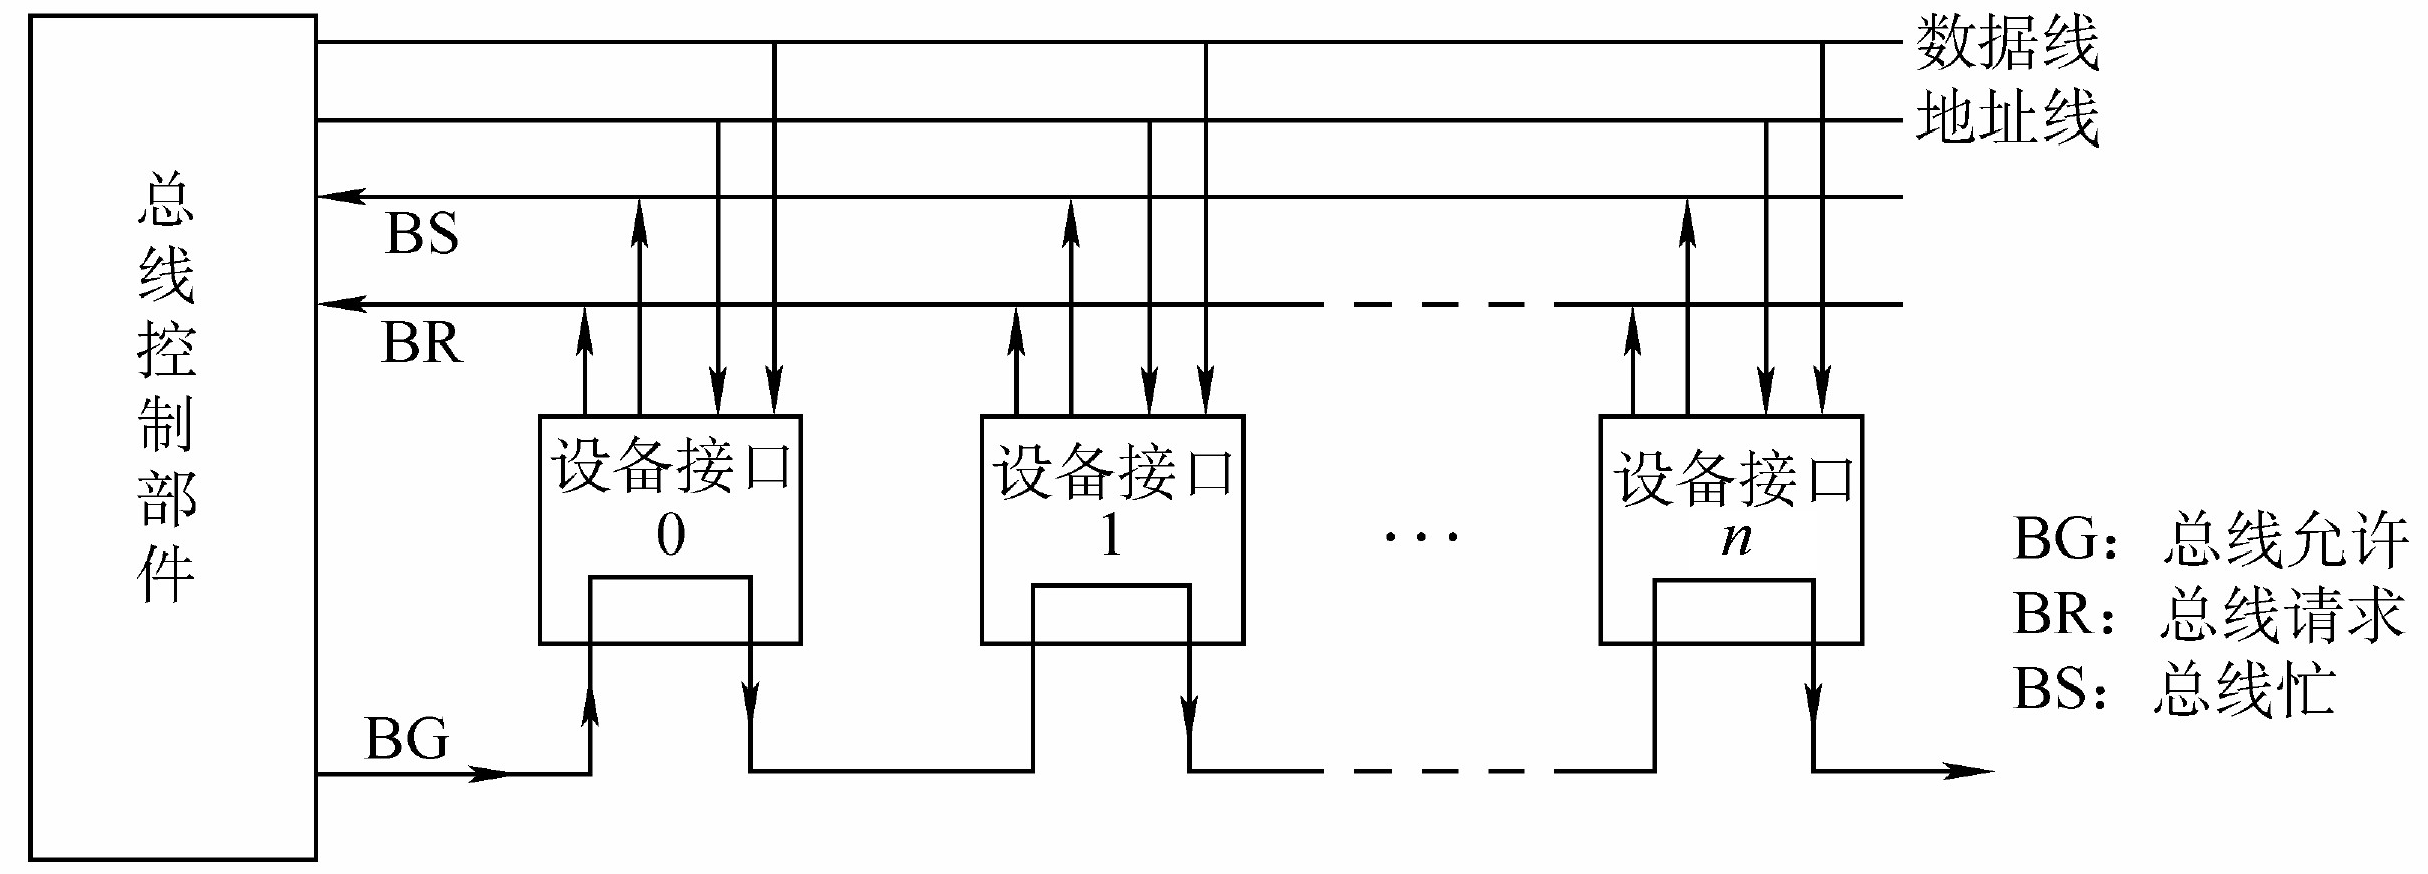 数据线
地址线
总线控制部件
BS
BR
设备接口
0
设备接口
1
···
设备接口
n
BG
BG：总线允许
BR：总线请求
BS：总线忙